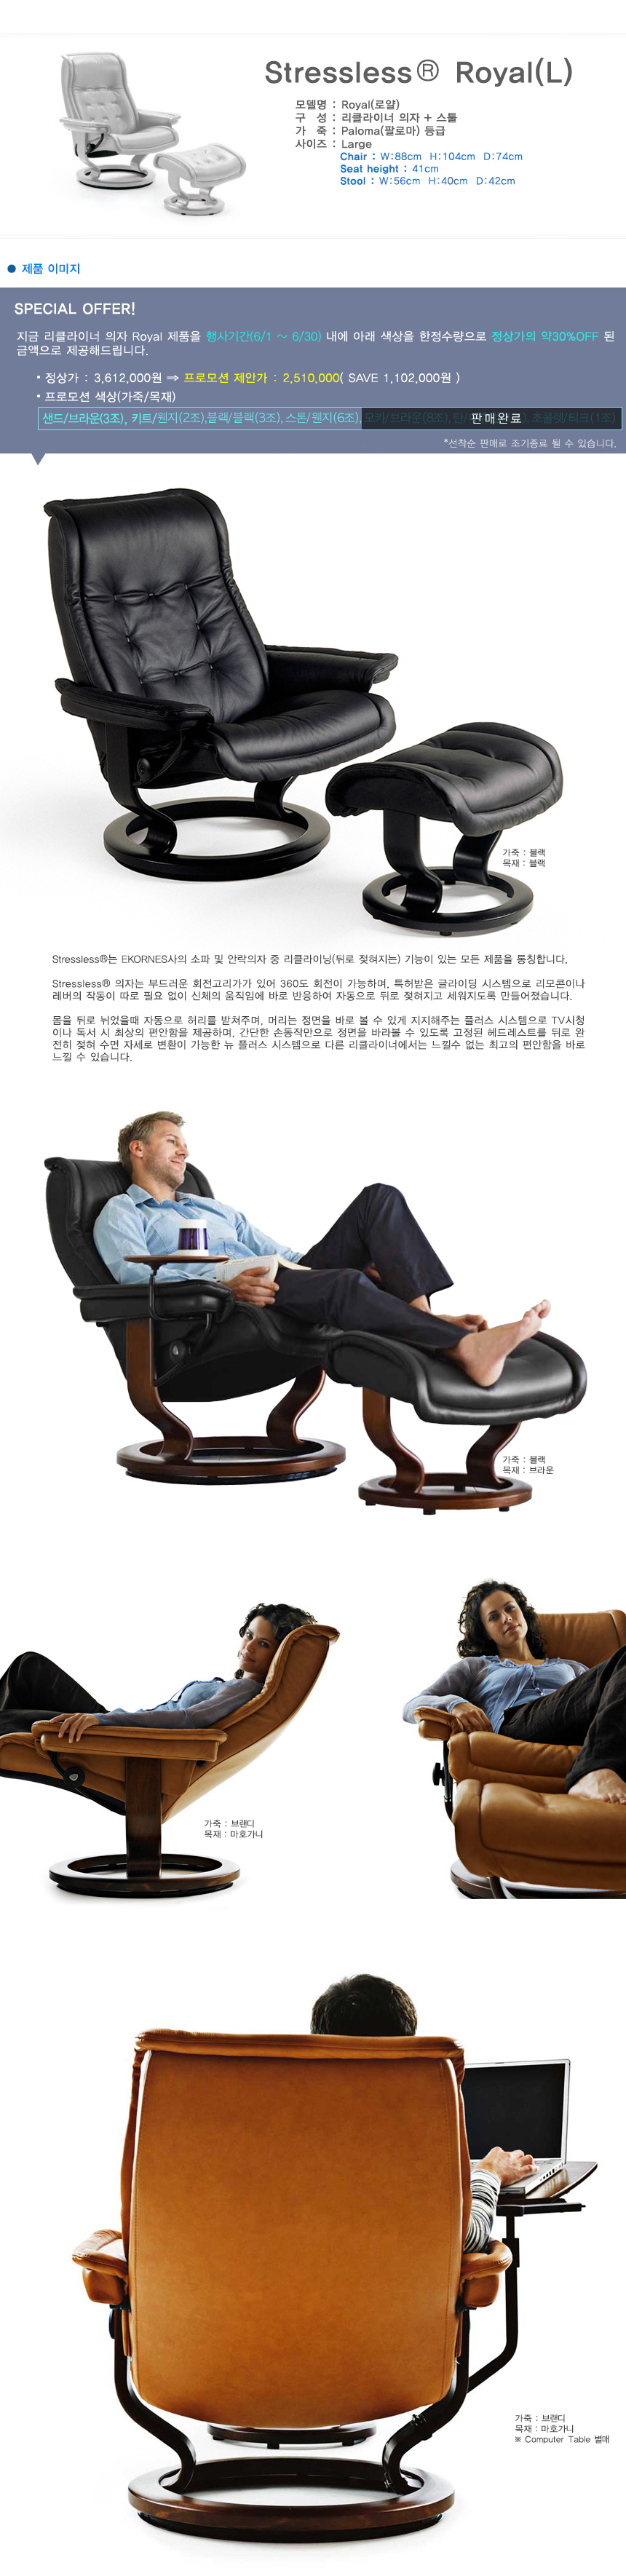 Stressless® Royal(L)
모델명 : Royal(로얄)
구 성 : 리클라이너 의자 + 스툴
가 죽 : Paloma(팔로마) 등급
사이즈 : Large
Chair : W:88cm H:104cm D:74cm
Seat height : 41cm
Stool : W:56cm H:40cm D:42cm
● 제품 이미지
SPECIAL OFFER!
지금 리클라이너 의자 Royal 제품을 행사기간(6/1 ~ 6/30) 내에 아래 색상을 한정수량으로 정상가의 약30%OFF 된
금액으로 제공해드립니다.
• 정상가 : 3,612,000원 ⇒ 프로모션 제안가 : 2,510,000( SAVE 1,102,000원 )
• 프로모션 색상(가죽/목재)
샌드/브라운(3조), 키트/웬지(2조),블랙/블랙(3조), 스톤/웬지(6조), 모카/브라운(8조), 탄/ 판매완료 ), 초콜렛/티크(1조)
*선착순 판매로 조기종료 될 수 있습니다.
가죽 : 블랙
목재 : 블랙
Stressless®는 EKORNES사의 소파 및 안락의자 중 리클라이닝(뒤로 젖혀지는) 기능이 있는 모든 제품을 통칭합니다.
Stressless® 의자는 부드러운 회전고리가가 있어 360도 회전이 가능하며, 특허받은 글라이딩 시스템으로 리모콘이나
레버의 작동이 따로 필요 없이 신체의 움직임에 바로 반응하여 자동으로 뒤로 젖혀지고 세워지도록 만들어졌습니다.
몸을 뒤로 뉘었을때 자동으로 허리를 받쳐주며, 머리는 정면을 바로 볼 수 있게 지지해주는 플러스 시스템으로 TV시청
이나 독서 시 최상의 편안함을 제공하며, 간단한 손동작만으로 정면을 바라볼 수 있도록 고정된 헤드레스트를 뒤로 완
전히 젖혀 수면 자세로 변환이 가능한 뉴 플러스 시스템으로 다른 리클라이너에서는 느낄수 없는 최고의 편안함을 바로
느낄 수 있습니다.
가죽 : 블랙
목재 : 브라운
가죽 : 브랜디
목재 : 마호가니
가죽 : 브랜디
목재 : 마호가니
※ Computer Table 별매